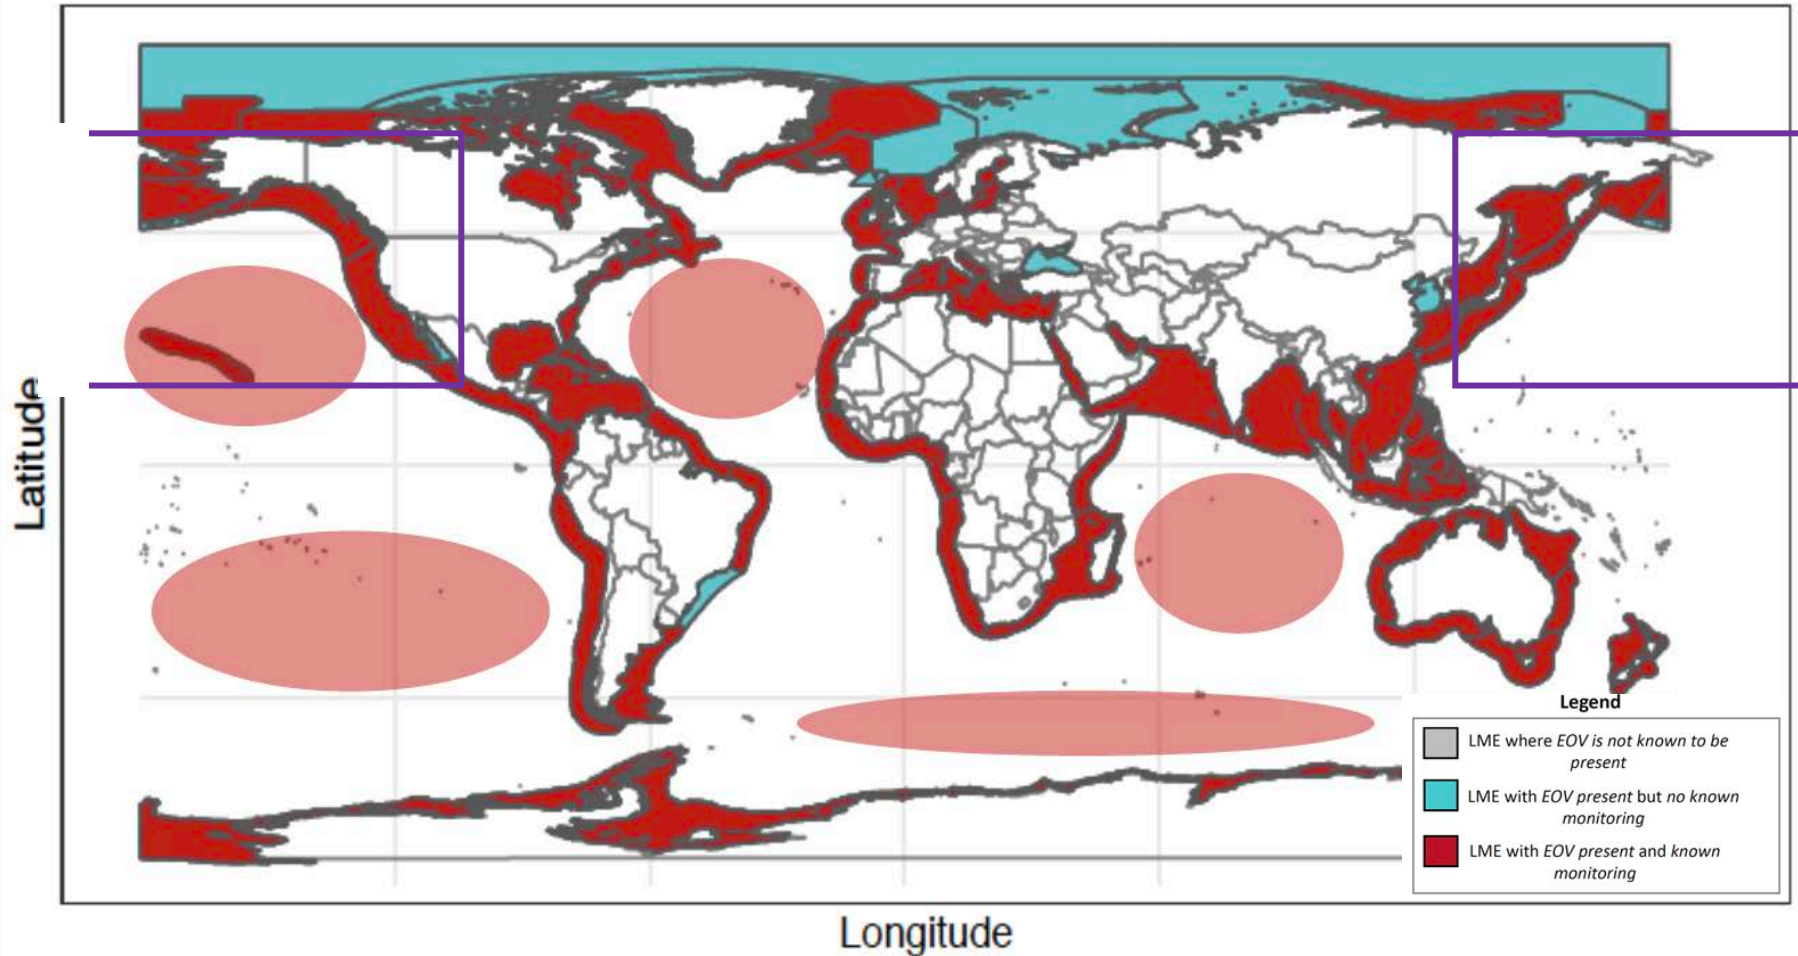 Latitude
Legend
LME where EOV is not known to be
present
LME with EOV present but no known
monitoring
LME with EOV present and known
monitoring
Longitude